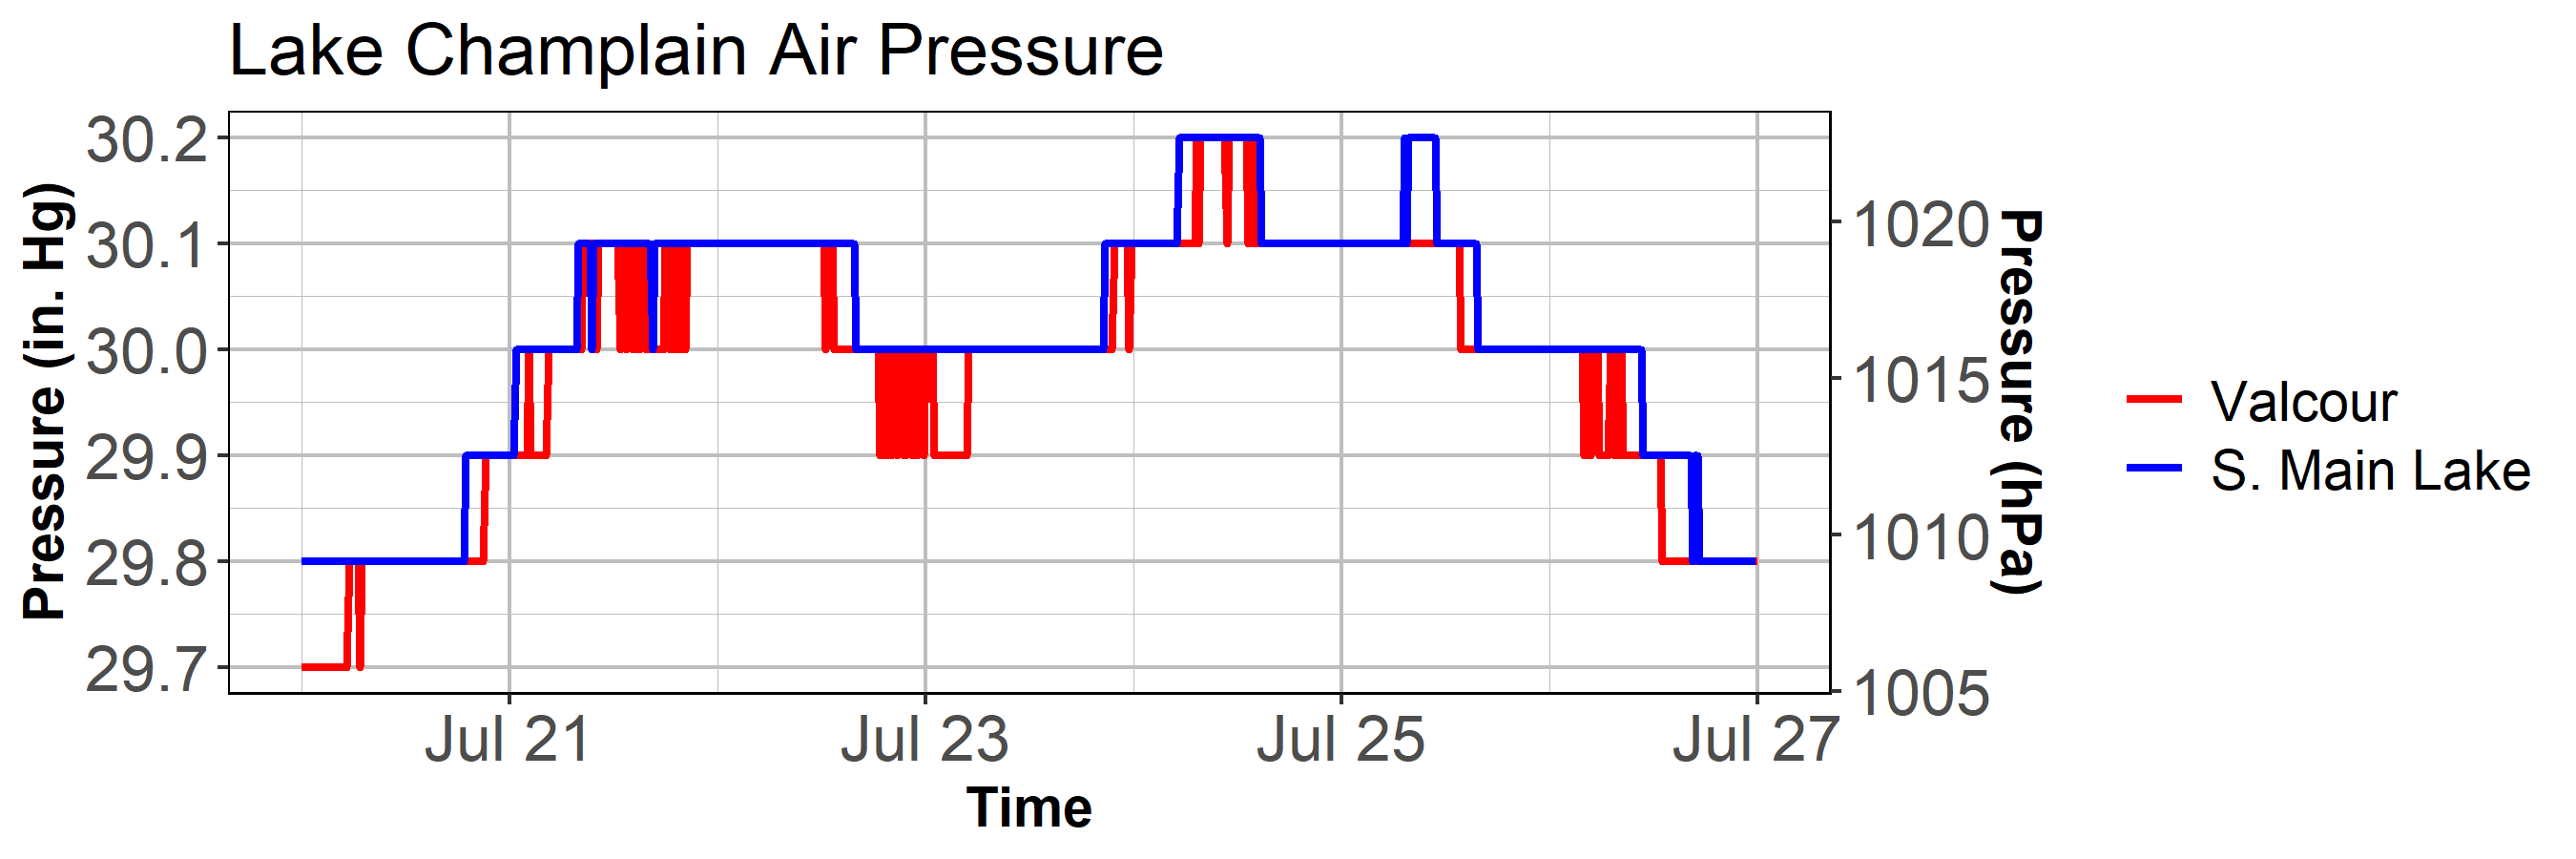 Lake Champlain Air Pressure
Pressure (in. Hg)
30.2
30.1
30.0
29.9
29.8
29.7
Jul 21 Jul 23 Jul 25 Jul 27
Time
1020
1015
1010
1005
Pressure (hPa)
Valcour
S. Main Lake